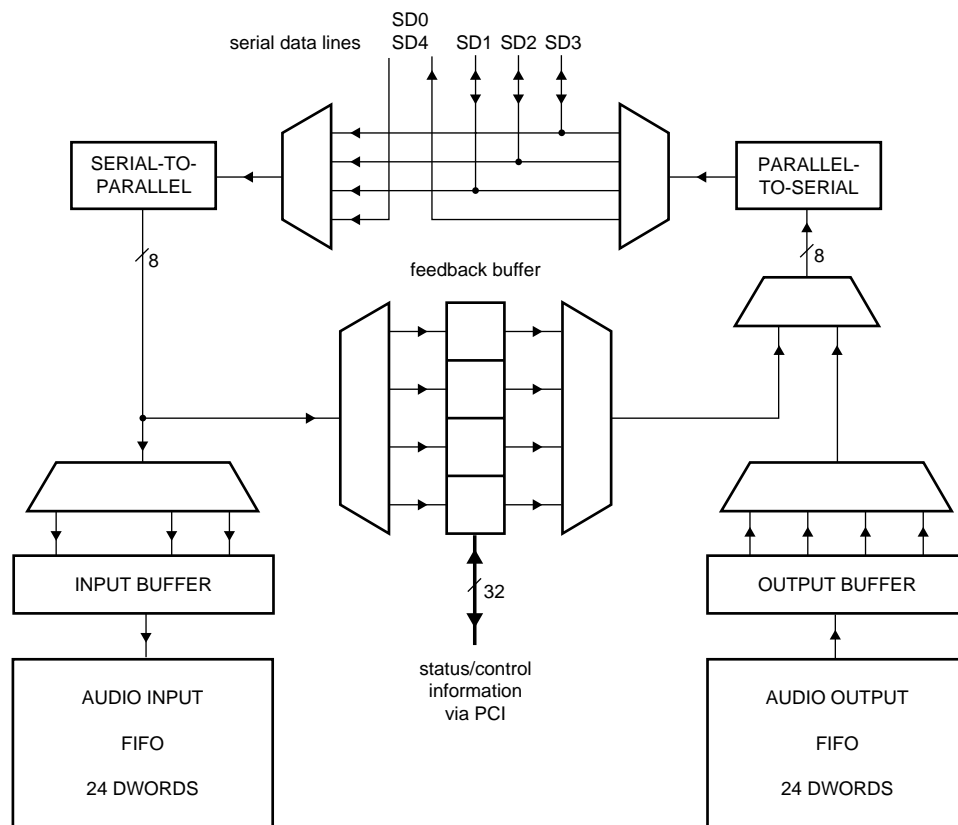 SD0
serial data lines SD4 SD1 SD2 SD3
SERIAL-TO-
PARALLEL
PARALLEL-
TO-SERIAL
8
8
feedback buffer
INPUT BUFFER
32
OUTPUT BUFFER
status/control
information
via PCI
AUDIO INPUT
FIFO
24 DWORDS
AUDIO OUTPUT
FIFO
24 DWORDS